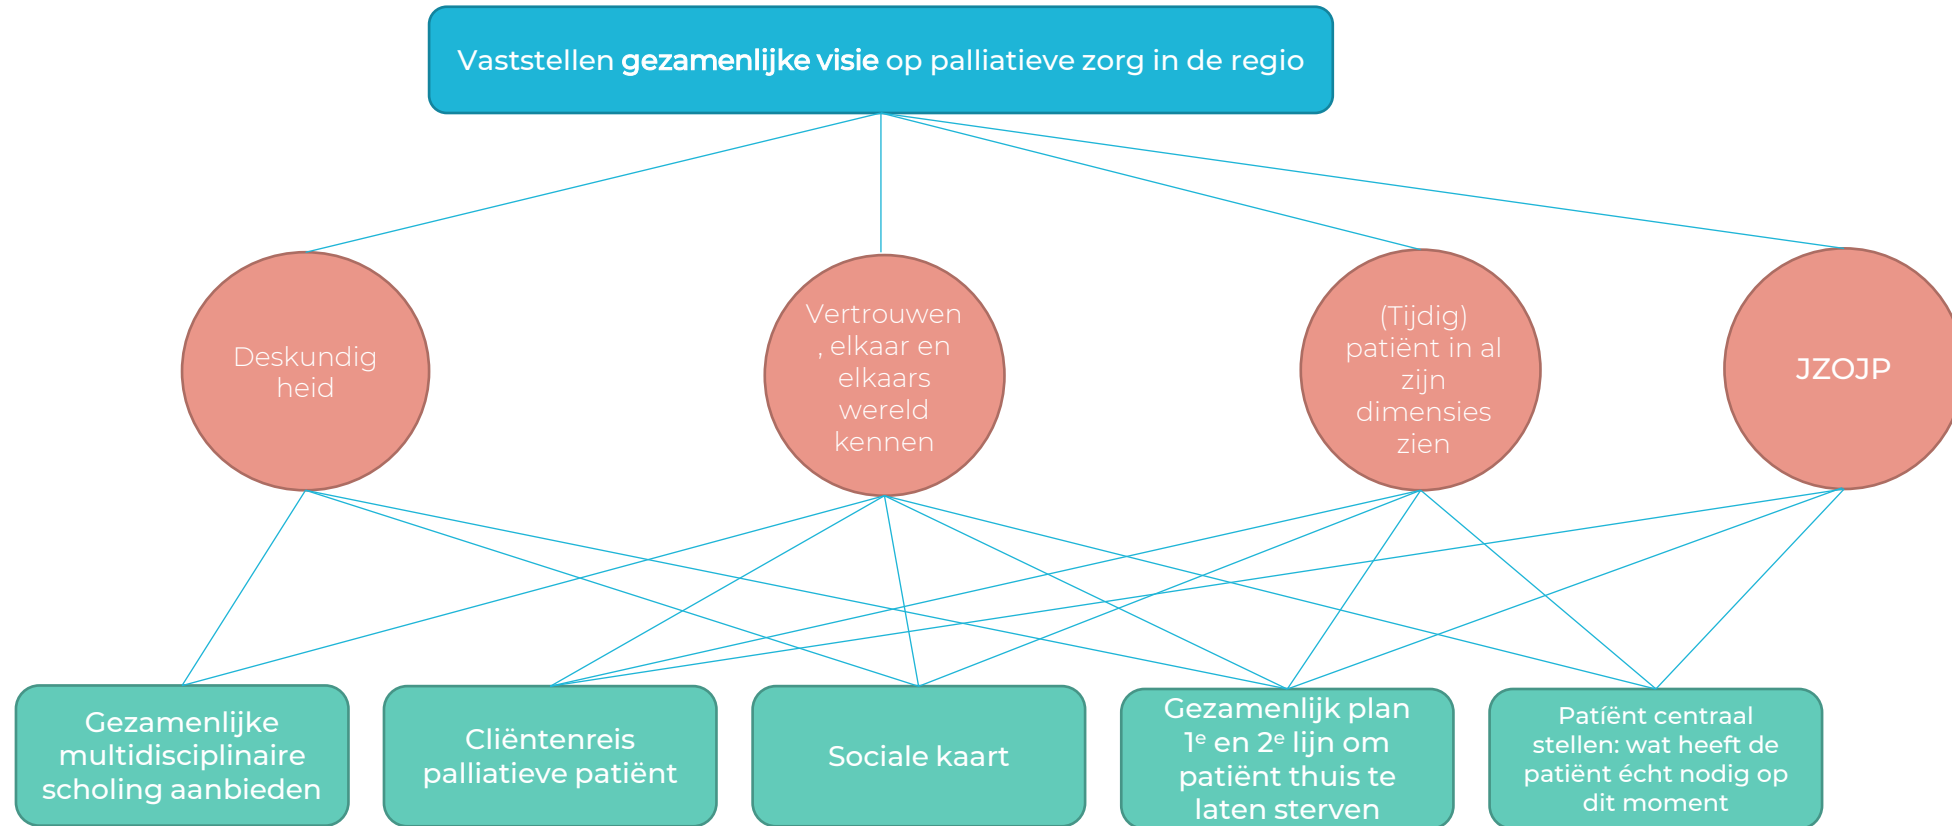 Vaststellen gezamenlijke visie op palliatieve zorg in de regio
Deskundig
heid
Vertrouwen
, elkaar en
elkaars
wereld
kennen
(Tijdig)
patiënt in al
zijn
dimensies
zien
JZOJP
Gezamenlijke
multidisciplinaire
scholing aanbieden
Cliëntenreis
palliatieve patiënt
Sociale kaart
Gezamenlijk plan
1e en 2e lijn om
patiënt thuis te
laten sterven
Patíënt centraal
stellen: wat heeft de
patiënt écht nodig op
dit moment